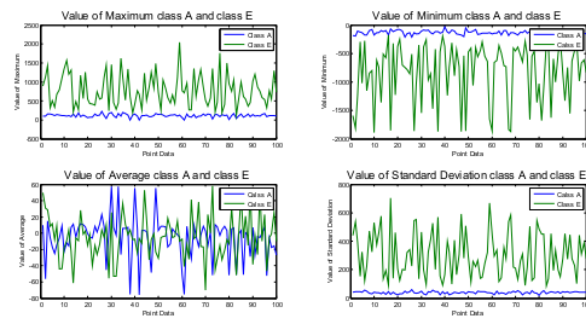 Value of Maximum class A and class E
2500
2000
1500
1000
500
0
-500
Value of Maximum
0 10 20 30 40 50 60 70 80 90 100
Point Data
Class A
Class E
Value of Minimum class A and class E
0
-500
-1000
-1500
-2000
Value of Minimum
0 10 20 30 40 50 60 70 80 90 100
Point Data
Class A
Calss E
Value of Average class A and class E
60
40
20
0
-20
-40
-60
-80
Value of Average
0 10 20 30 40 50 60 70 80 90 100
Point Data
Calss A
Class E
Value of Standard Deviation class A and class E
800
600
400
200
0
Value of Standard Deviation
0 10 20 30 40 50 60 70 80 90 100
Point Data
Calss A
Class E